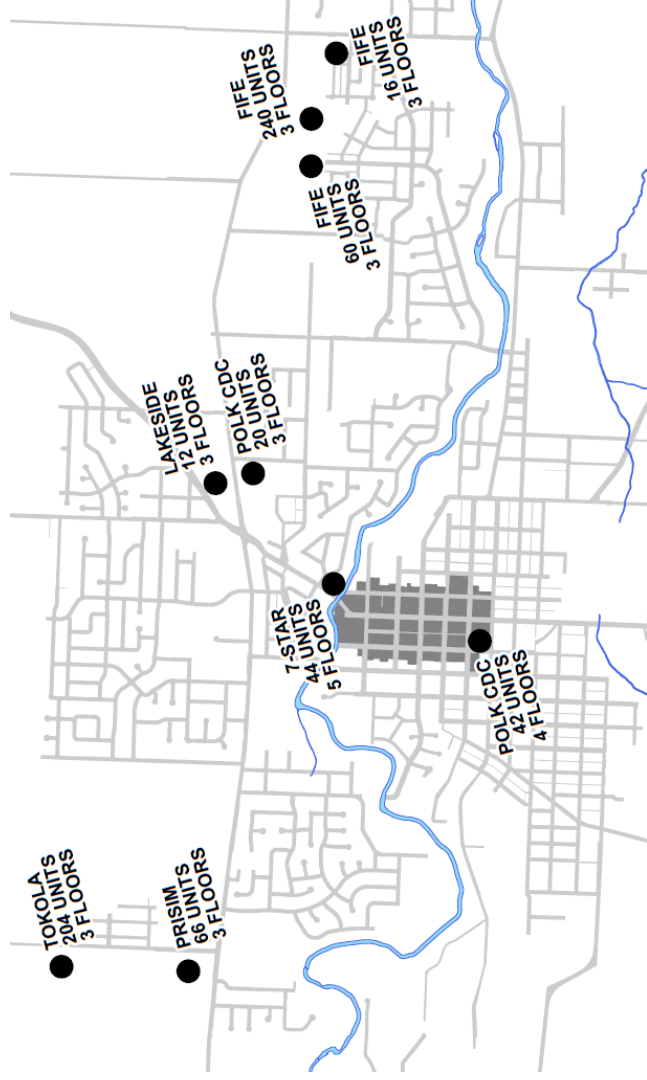 FIFE
240 UNITS
3 FLOORS
FIFE
16 UNITS
3 FLOORS
FIFE
60 UNITS
3 FLOORS
LAKESIDE
12 UNITS
3 FLOORS
POLK CDC
20 UNITS
3 FLOORS
7-STAR
44 UNITS
5 FLOORS
POLK CDC
42 UNITS
4 FLOORS
TOKOLA
204 UNITS
3 FLOORS
PRISIM
66 UNITS
3 FLOORS